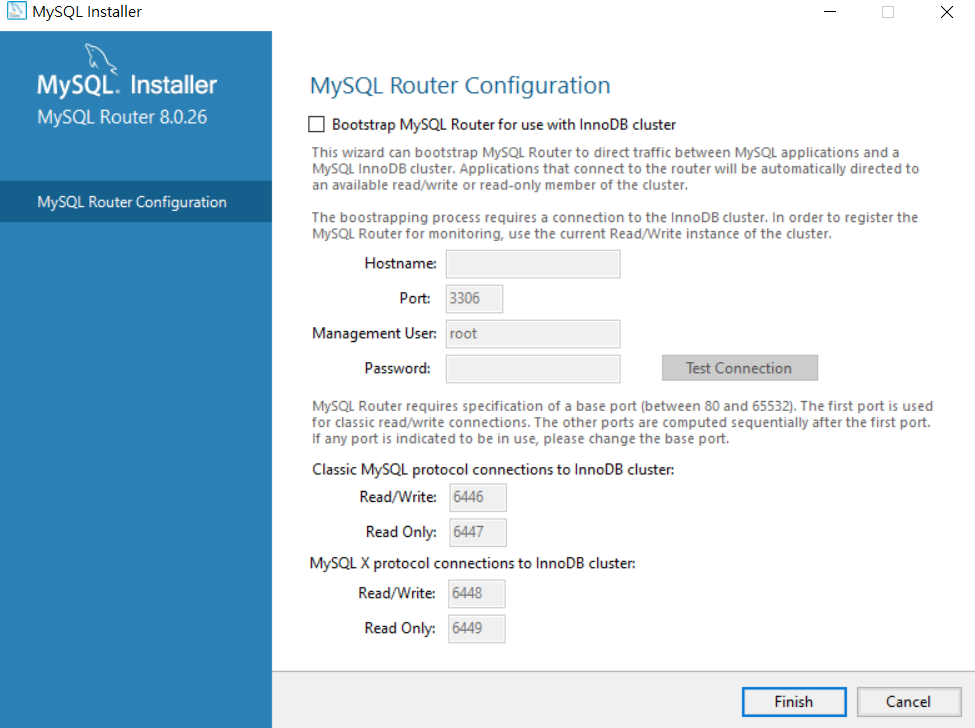 MySQL Installer
MySQL. Installer
MySQL Router 8.0.26
MySQL Router Configuration
MySQL Router Configuration
Bootstrap MySQL Router for use with InnoDB cluster
This wizard can bootstrap MySQL Router to direct traffic between MySQL applications and a
MySQL InnoDB cluster. Applications that connect to the router will be automatically directed to
an available read/write or read-only member of the cluster.
The boostrapping process requires a connection to the InnoDB cluster. In order to register the
MySQL Router for monitoring, use the current Read/Write instance of the cluster.
Hostname:
Port: 3306
Management User: root
Password: Test Connection
MySQL Router requires specification of a base port (between 80 and 65532). The first port is used
for classic read/write connections. The other ports are computed sequentially after the first port.
If any port is indicated to be in use, please change the base port.
Classic MySQL protocol connections to InnoDB cluster:
Read/Write: 6446
Read Only: 6447
MySQL X protocol connections to InnoDB cluster:
Read/Write: 6448
Read Only: 6449
Finish Cancel